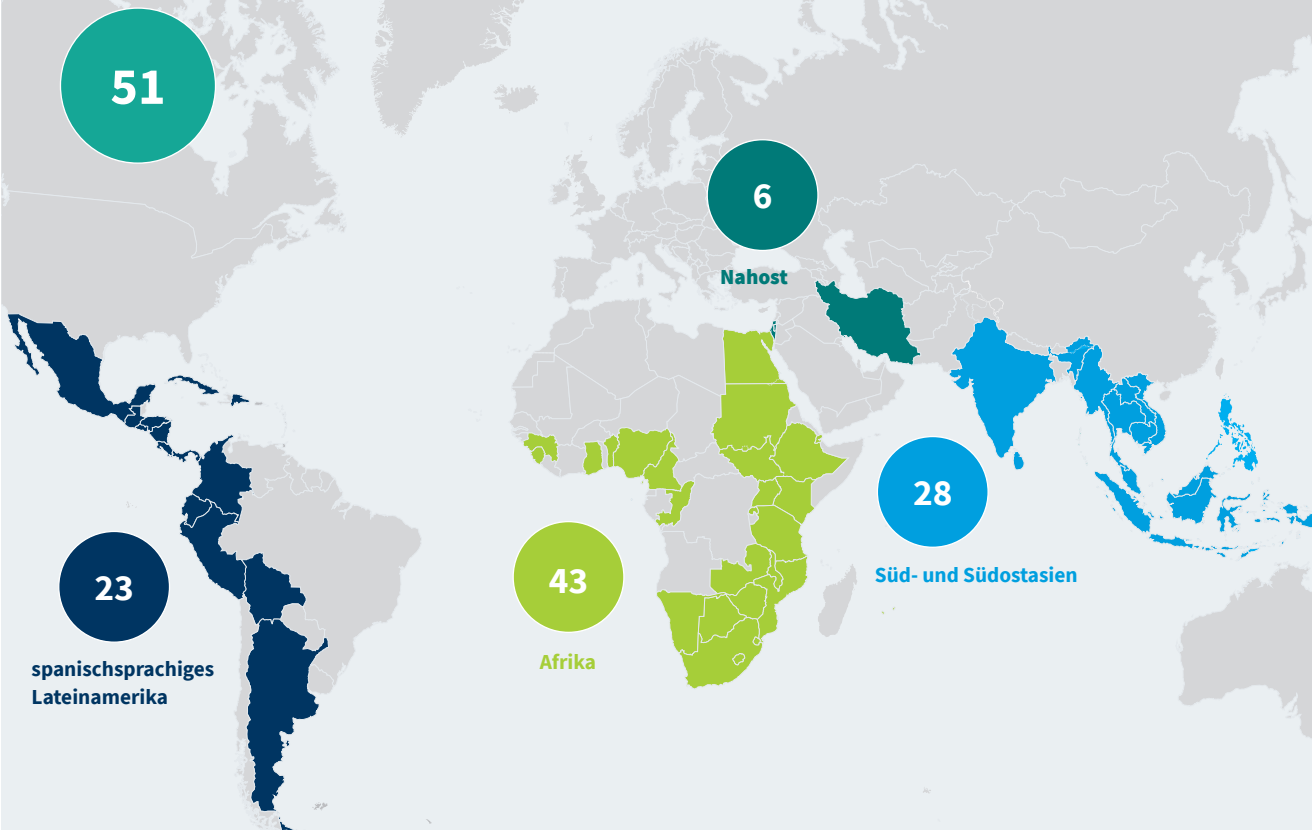 51
6
Nahost
28
Süd- und Südostasien
43
Afrika
23
spanischsprachiges
Lateinamerika